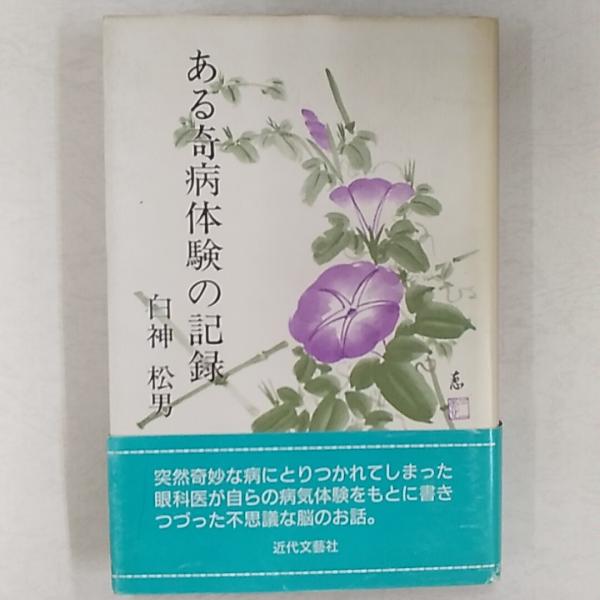 ある奇病体験の記録
白神 松男
恵
突然奇妙な病にとりつかれてしまった
眼科医が自らの病気体験をもとに書き
つづった不思議な脳のお話。
近代文藝社